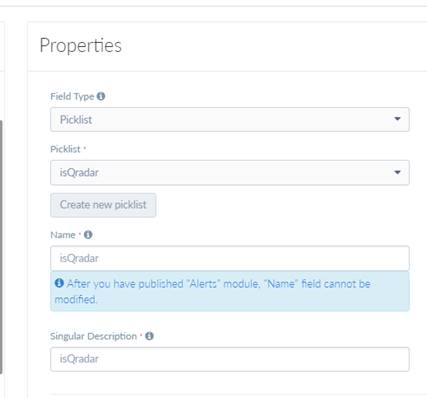 Properties
Field Type
Picklist
Picklist *
isQradar
Create new picklist
Name *
isQradar
After you have published "Alerts" module, "Name" field cannot be
modified.
Singular Description *
isQradar